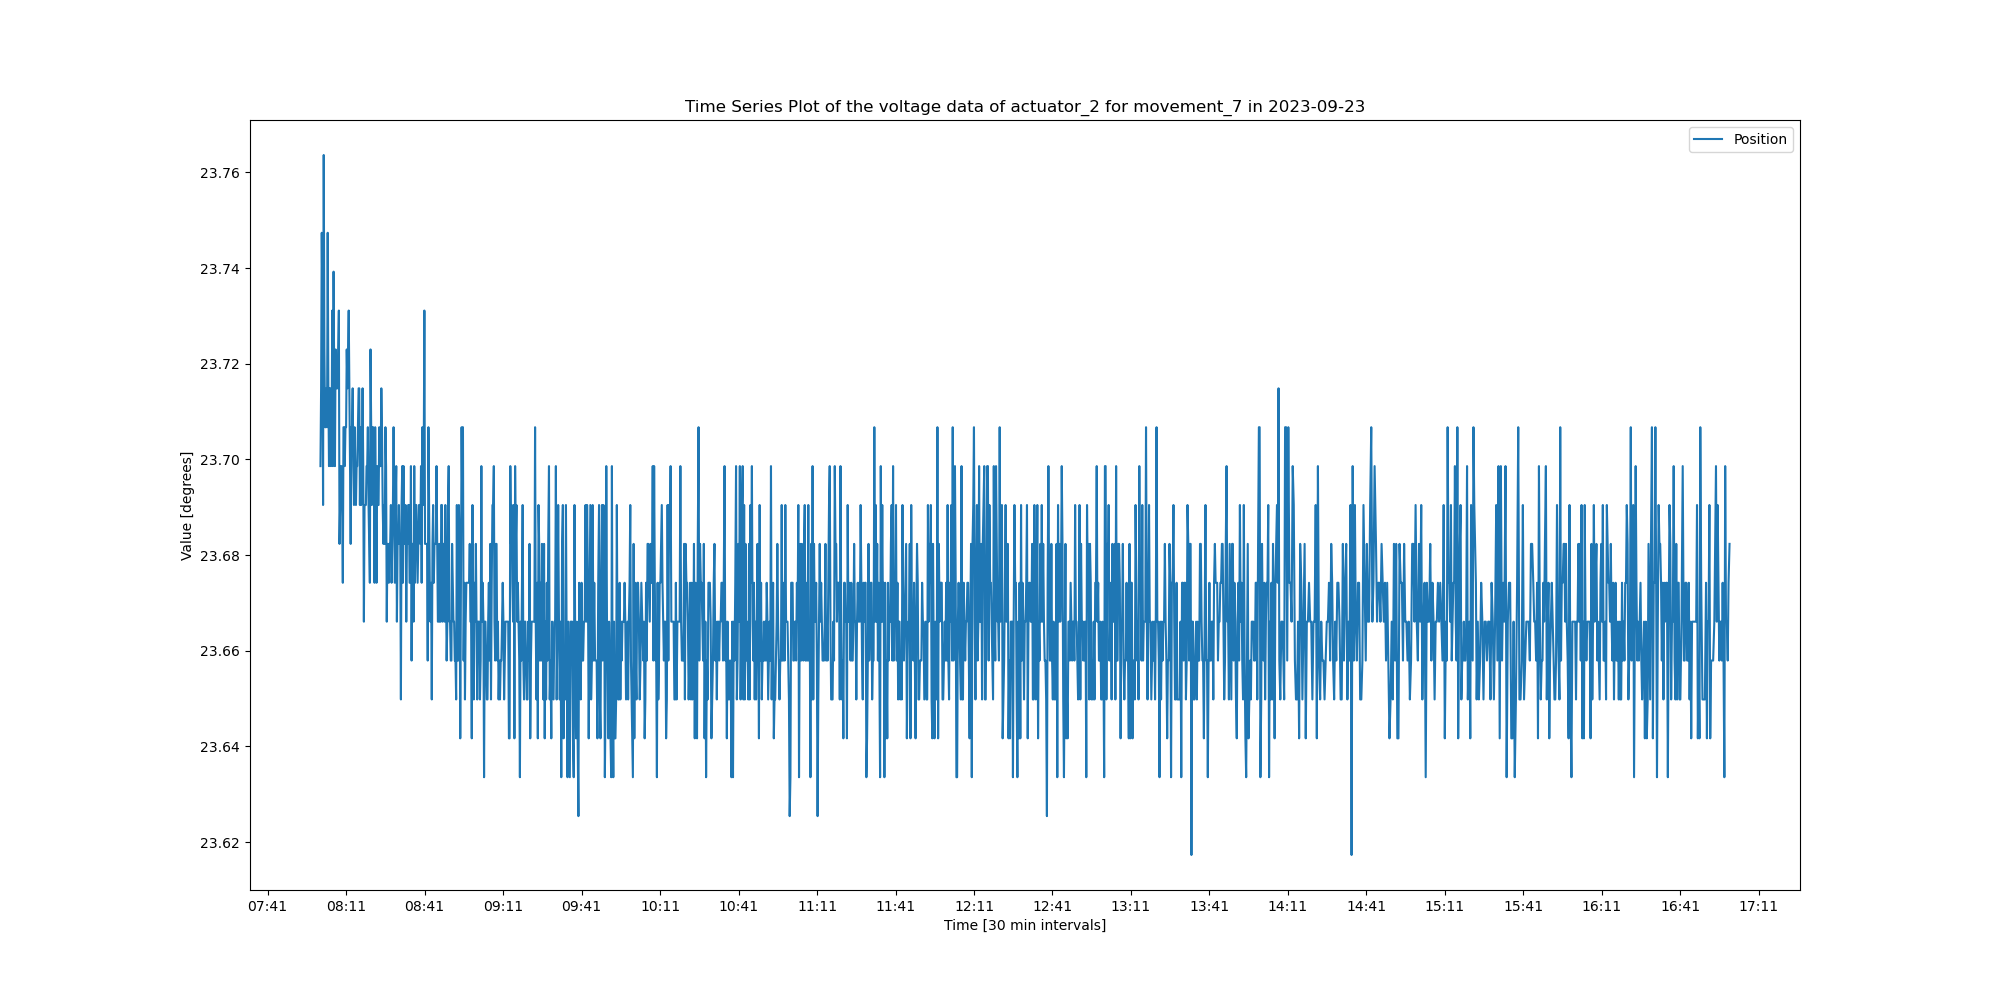 Time Series Plot of the voltage data of actuator_2 for movement_7 in 2023-09-23
Position
23.76
23.74
23.72
23.70
23.68
23.66
23.64
23.62
Value [degrees]
07:41 08:11 08:41 09:11 09:41 10:11 10:41 11:11 11:41 12:11 12:41 13:11 13:41 14:11 14:41 15:11 15:41 16:11 16:41 17:11
Time [30 min intervals]